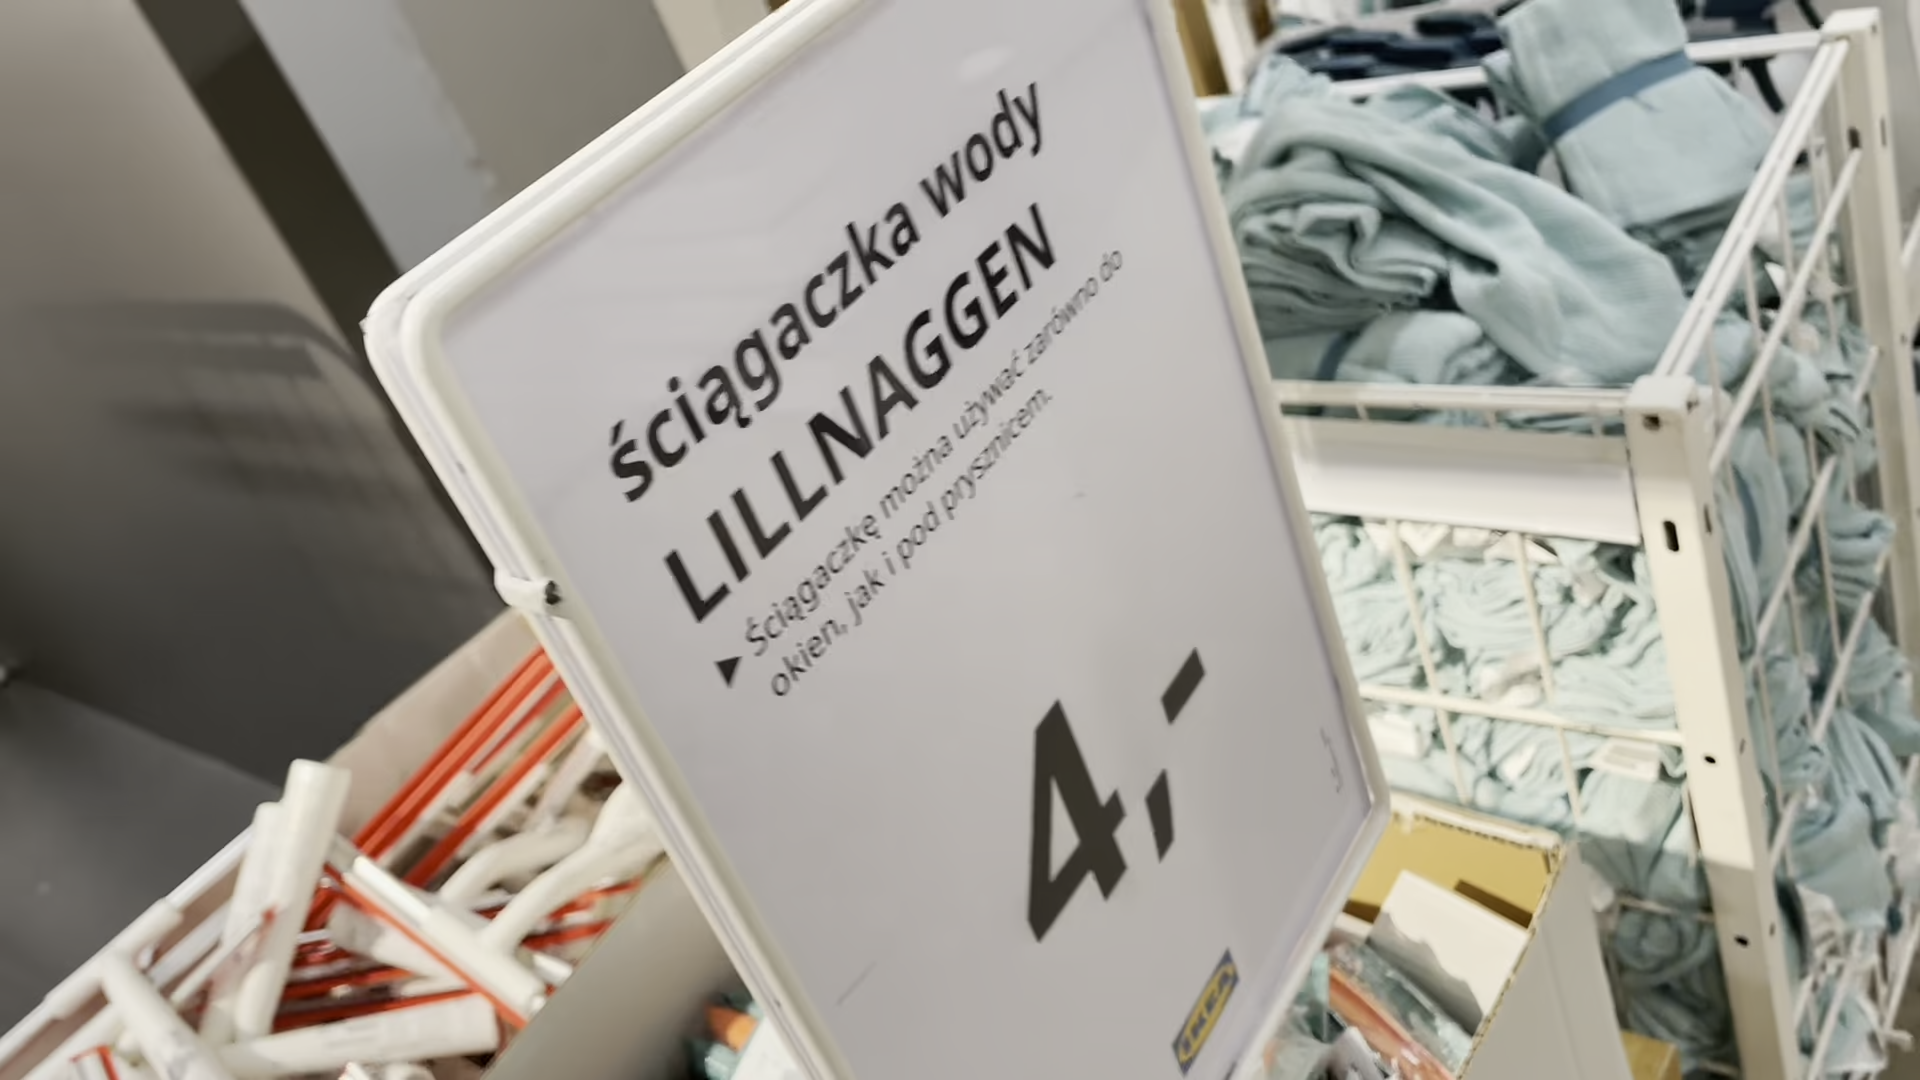 ściągaczka wody
LILLNAGGEN
▶ Ściągaczkę można używać zarówno do
okien, jak i pod prysznicem.
4,-
IKEA